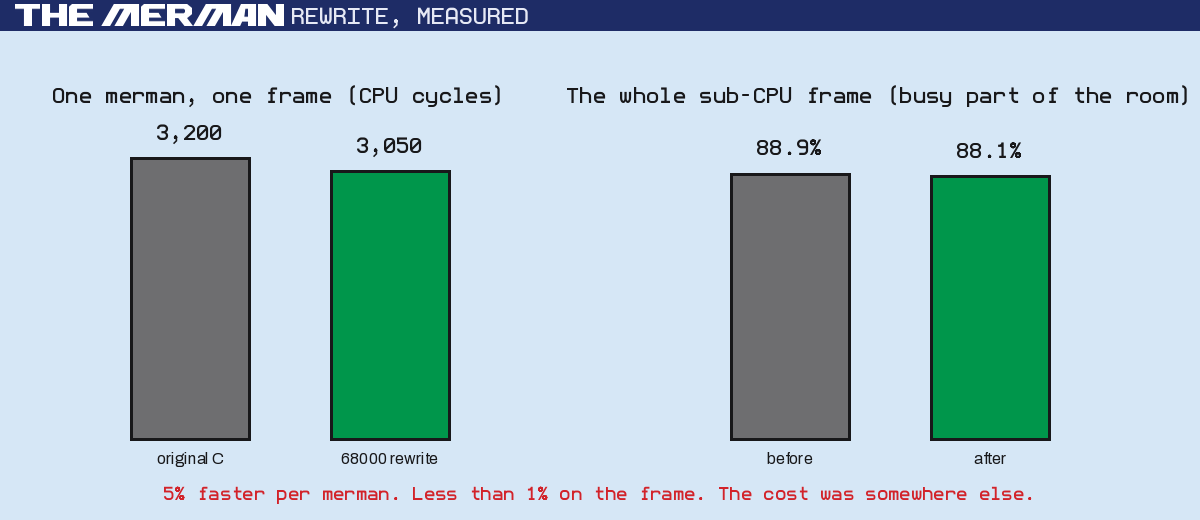 THE MERMAN REWRITE, MEASURED
One merman, one frame (CPU cycles)
The whole sub-CPU frame (busy part of the room)
3,200
3,050
88.9%
88.1%
original C
68000 rewrite
before
after
5% faster per merman. Less than 1% on the frame. The cost was somewhere else.